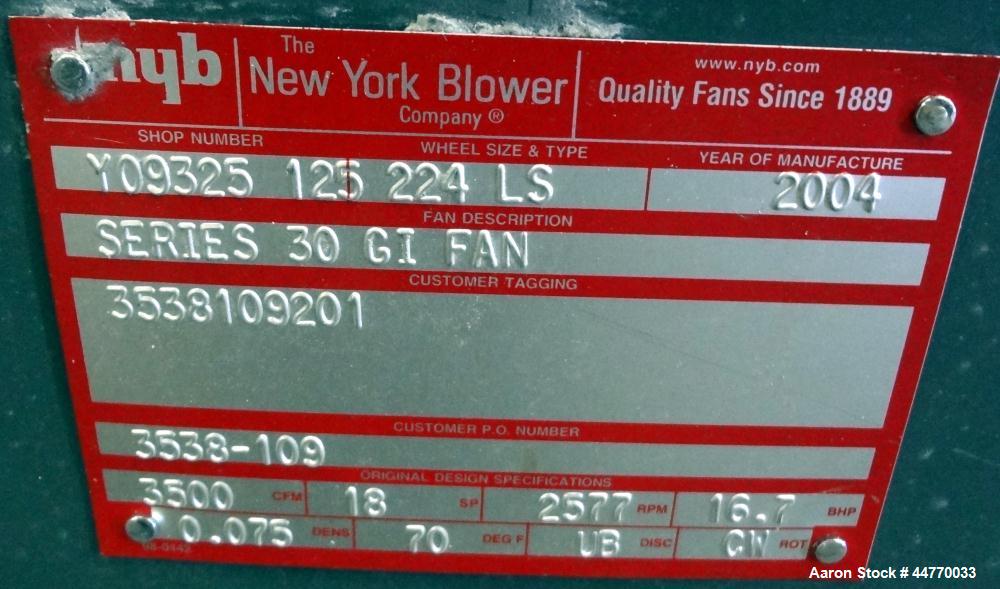 nyb
The
New York Blower
Company ®
www.nyb.com
Quality Fans Since 1889
SHOP NUMBER WHEEL SIZE & TYPE YEAR OF MANUFACTURE
Y09325 125 224 LS 2004
FAN DESCRIPTION
SERIES 30 GI FAN
CUSTOMER TAGGING
3538109201
CUSTOMER P.O. NUMBER
3538-109
ORIGINAL DESIGN SPECIFICATIONS
3500 CFM 18 SP 2577 RPM 16.7 BHP
0.075 DENS 70 DEG F UB DISC CW ROT
Aaron Stock # 44770033